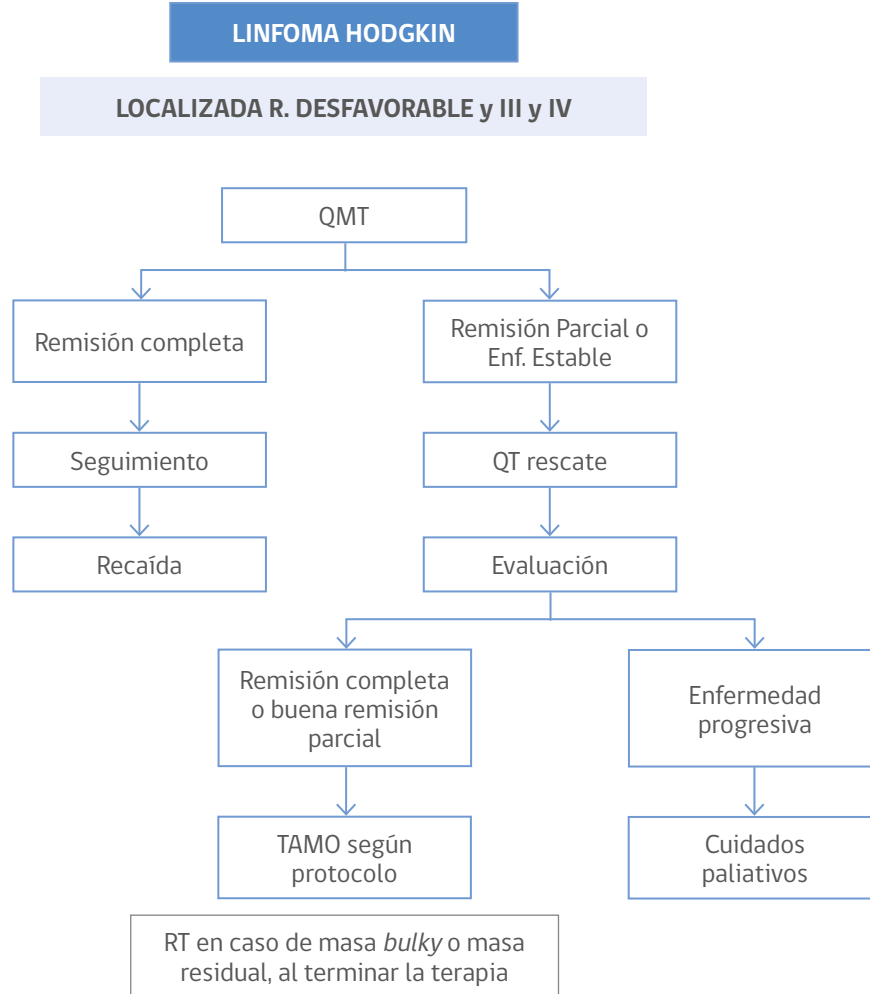 LINFOMA HODGKIN
LOCALIZADA R. DESFAVORABLE y III y IV
QMT
Remisión completa
Remisión Parcial o
Enf. Estable
Seguimiento
QT rescate
Recaída
Evaluación
Remisión completa
o buena remisión
parcial
Enfermedad
progresiva
TAMO según
protocolo
Cuidados
paliativos
RT en caso de masa bulky o masa
residual, al terminar la terapia